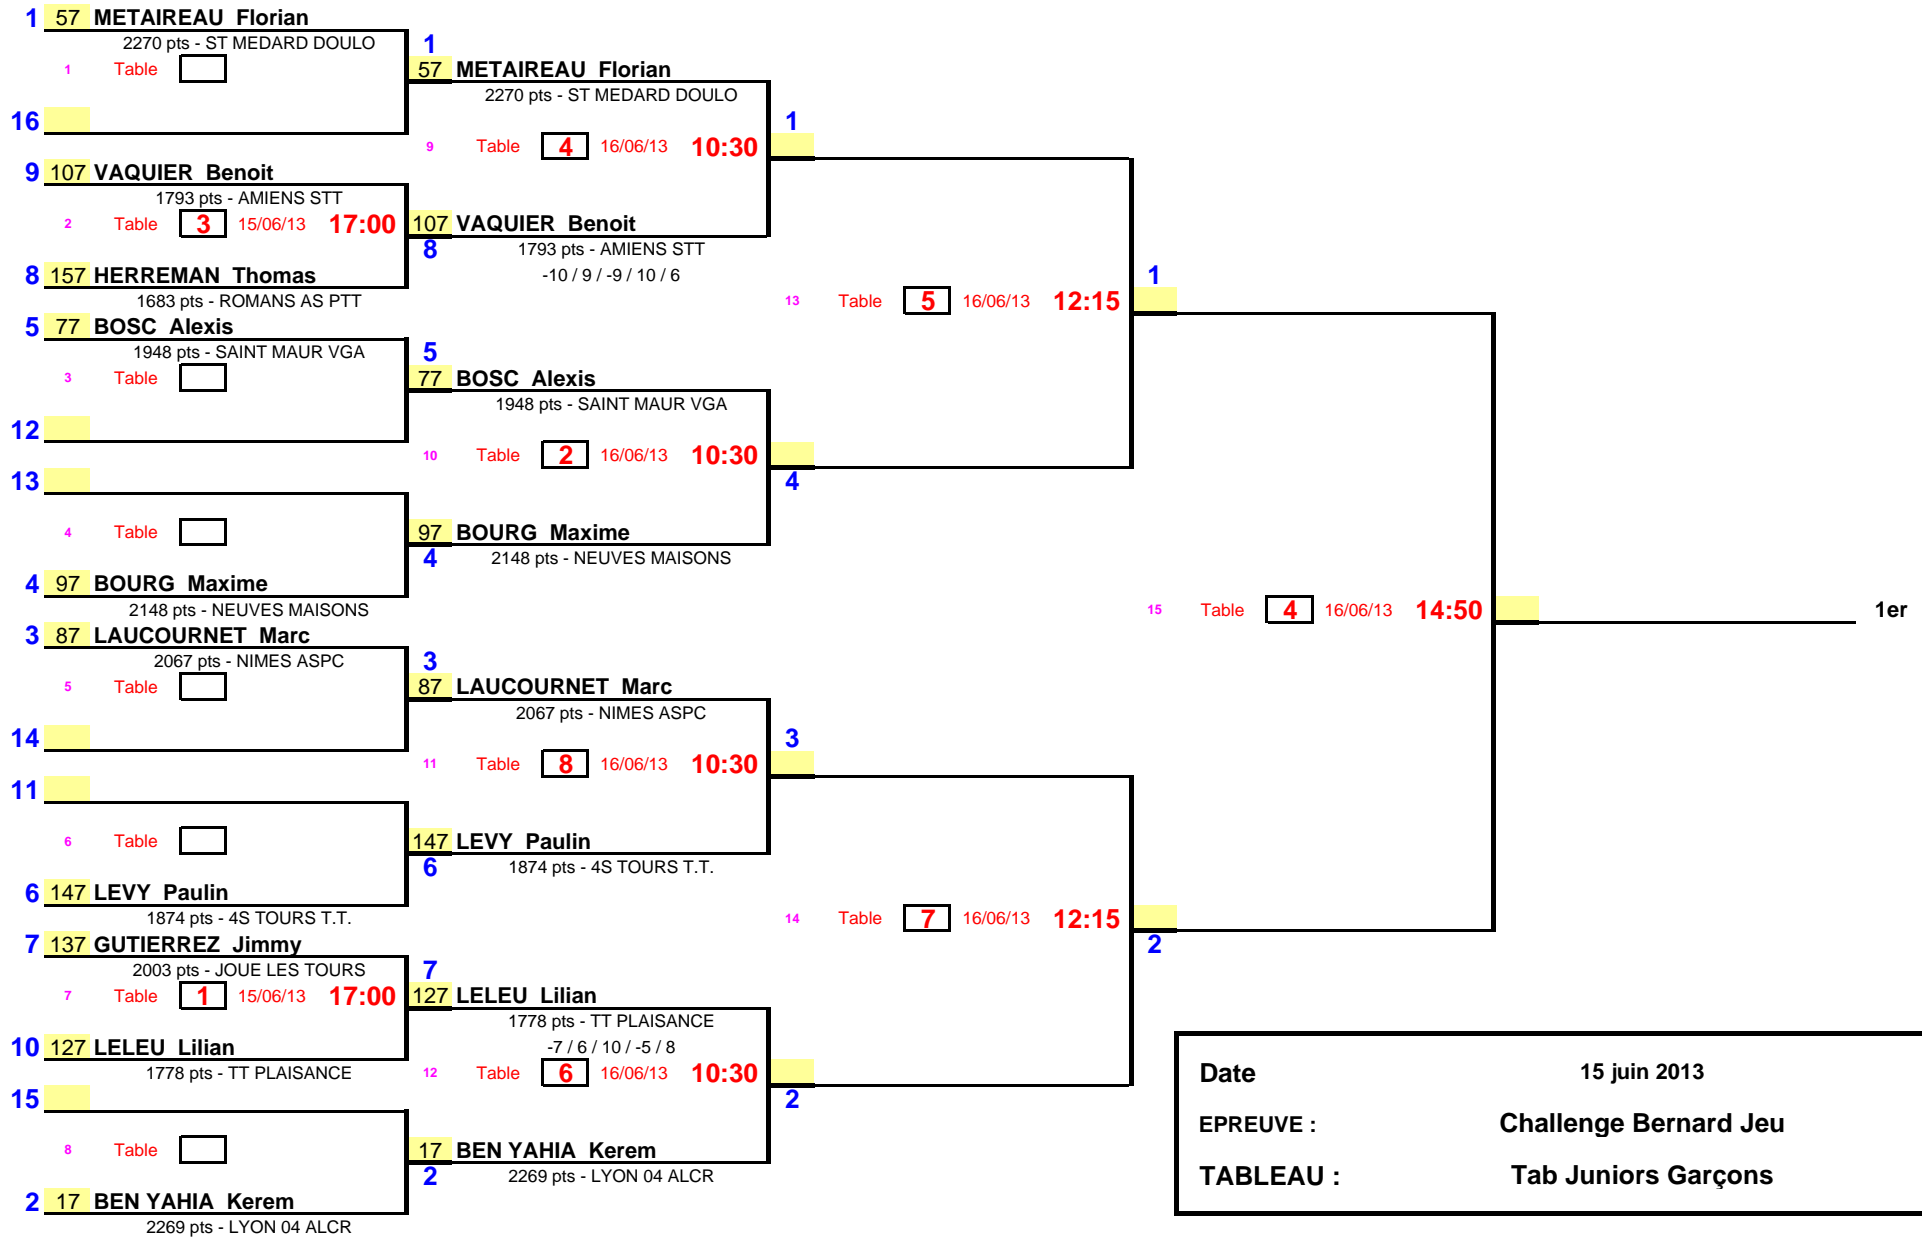 1 57 METAIREAU Florian
2270 pts - ST MEDARD DOULO
1 Table
16
9 107 VAQUIER Benoit
1793 pts - AMIENS STT
2 Table 3 15/06/13 17:00
8 157 HERREMAN Thomas
1683 pts - ROMANS AS PTT
5 77 BOSC Alexis
1948 pts - SAINT MAUR VGA
3 Table
12
13
4 Table
4 97 BOURG Maxime
2148 pts - NEUVES MAISONS
3 87 LAUCOURNET Marc
2067 pts - NIMES ASPC
5 Table
14
11
6 Table
6 147 LEVY Paulin
1874 pts - 4S TOURS T.T.
7 137 GUTIERREZ Jimmy
2003 pts - JOUE LES TOURS
7 Table 1 15/06/13 17:00
10 127 LELEU Lilian
1778 pts - TT PLAISANCE
15
8 Table
2 17 BEN YAHIA Kerem
2269 pts - LYON 04 ALCR
1
57 METAIREAU Florian
2270 pts - ST MEDARD DOULO
9 Table 4 16/06/13 10:30
107 VAQUIER Benoit
8
1793 pts - AMIENS STT
-10 / 9 / -9 / 10 / 6
5
77 BOSC Alexis
1948 pts - SAINT MAUR VGA
10 Table 2 16/06/13 10:30
97 BOURG Maxime
4
2148 pts - NEUVES MAISONS
3
87 LAUCOURNET Marc
2067 pts - NIMES ASPC
11 Table 8 16/06/13 10:30
147 LEVY Paulin
6
1874 pts - 4S TOURS T.T.
7
127 LELEU Lilian
1778 pts - TT PLAISANCE
-7 / 6 / 10 / -5 / 8
12 Table 6 16/06/13 10:30
17 BEN YAHIA Kerem
2
2269 pts - LYON 04 ALCR
1
13 Table 5 16/06/13 12:15
4
3
14 Table 7 16/06/13 12:15
2
1
15 Table 4 16/06/13 14:50
2
1er
Date 15 juin 2013
EPREUVE : Challenge Bernard Jeu
TABLEAU : Tab Juniors Garçons